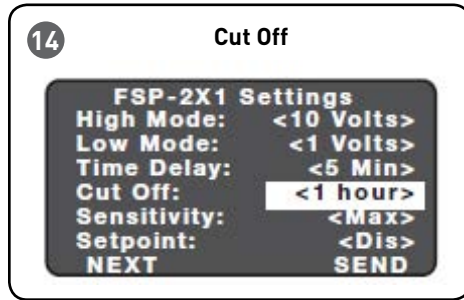 14 Cut Off
FSP-2X1 Settings
High Mode: <10 Volts>
Low Mode: <1 Volts>
Time Delay: <5 Min>
Cut Off: <1 hour>
Sensitivity: <Max>
Setpoint: <Dis>
NEXT SEND